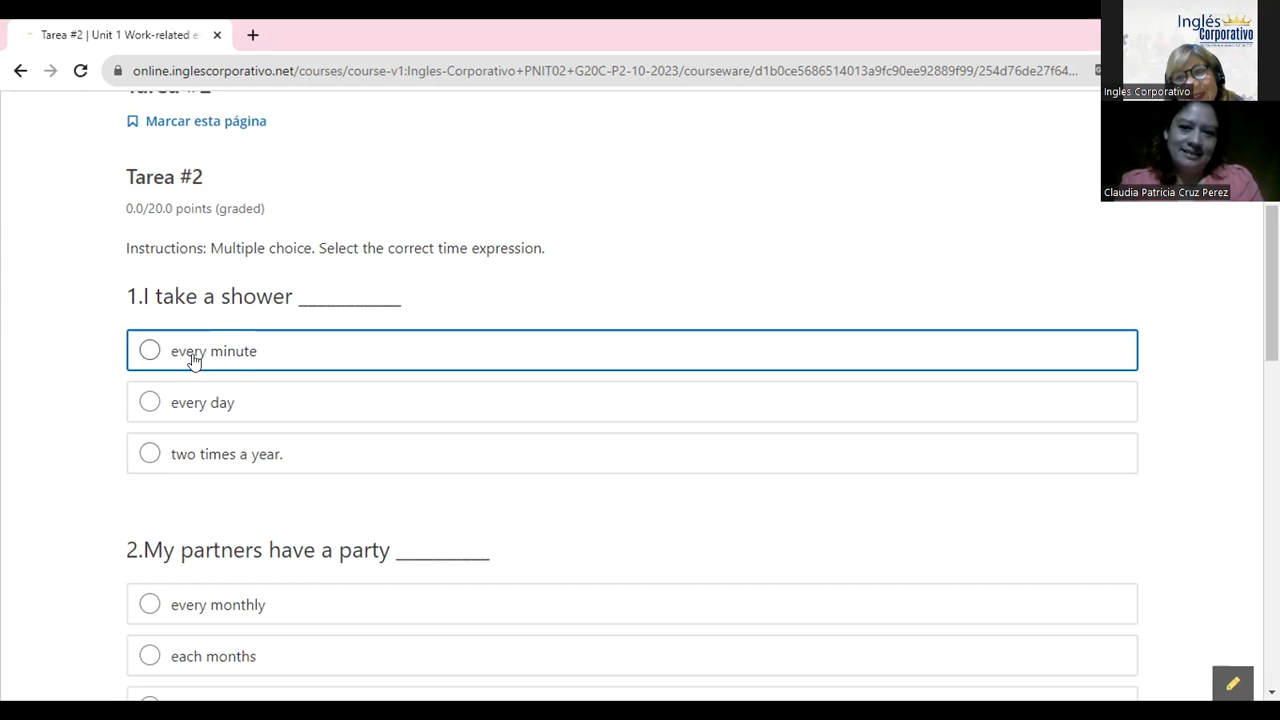 Tarea #2 | Unit 1 Work-related e
online.inglescorporativo.net/courses/course-v1:Ingles-Corporativo+PNIT02+G20C-P2-10-2023/courseware/d1b0ce5686514013a9fc90ee92889f99/254d76de27f64...
Inglés
Corporativo
Ingles Corporativo
Claudia Patricia Cruz Perez
Tarea #2
Marcar esta página
Tarea #2
0.0/20.0 points (graded)
Instructions: Multiple choice. Select the correct time expression.
1.I take a shower ___________
every minute
every day
two times a year.
2.My partners have a party __________
every monthly
each months